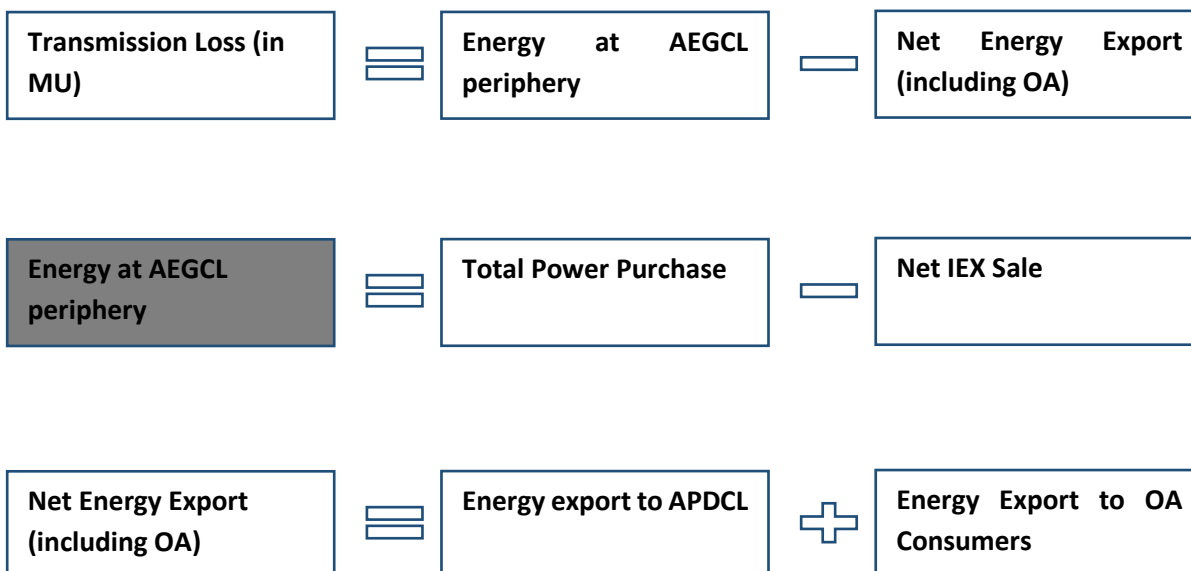 Transmission Loss (in
MU)
Energy at AEGCL
periphery
Net Energy Export
(including OA)
Energy at AEGCL
periphery
Total Power Purchase
Net IEX Sale
Net Energy Export
(including OA)
Energy export to APDCL
Energy Export to OA
Consumers